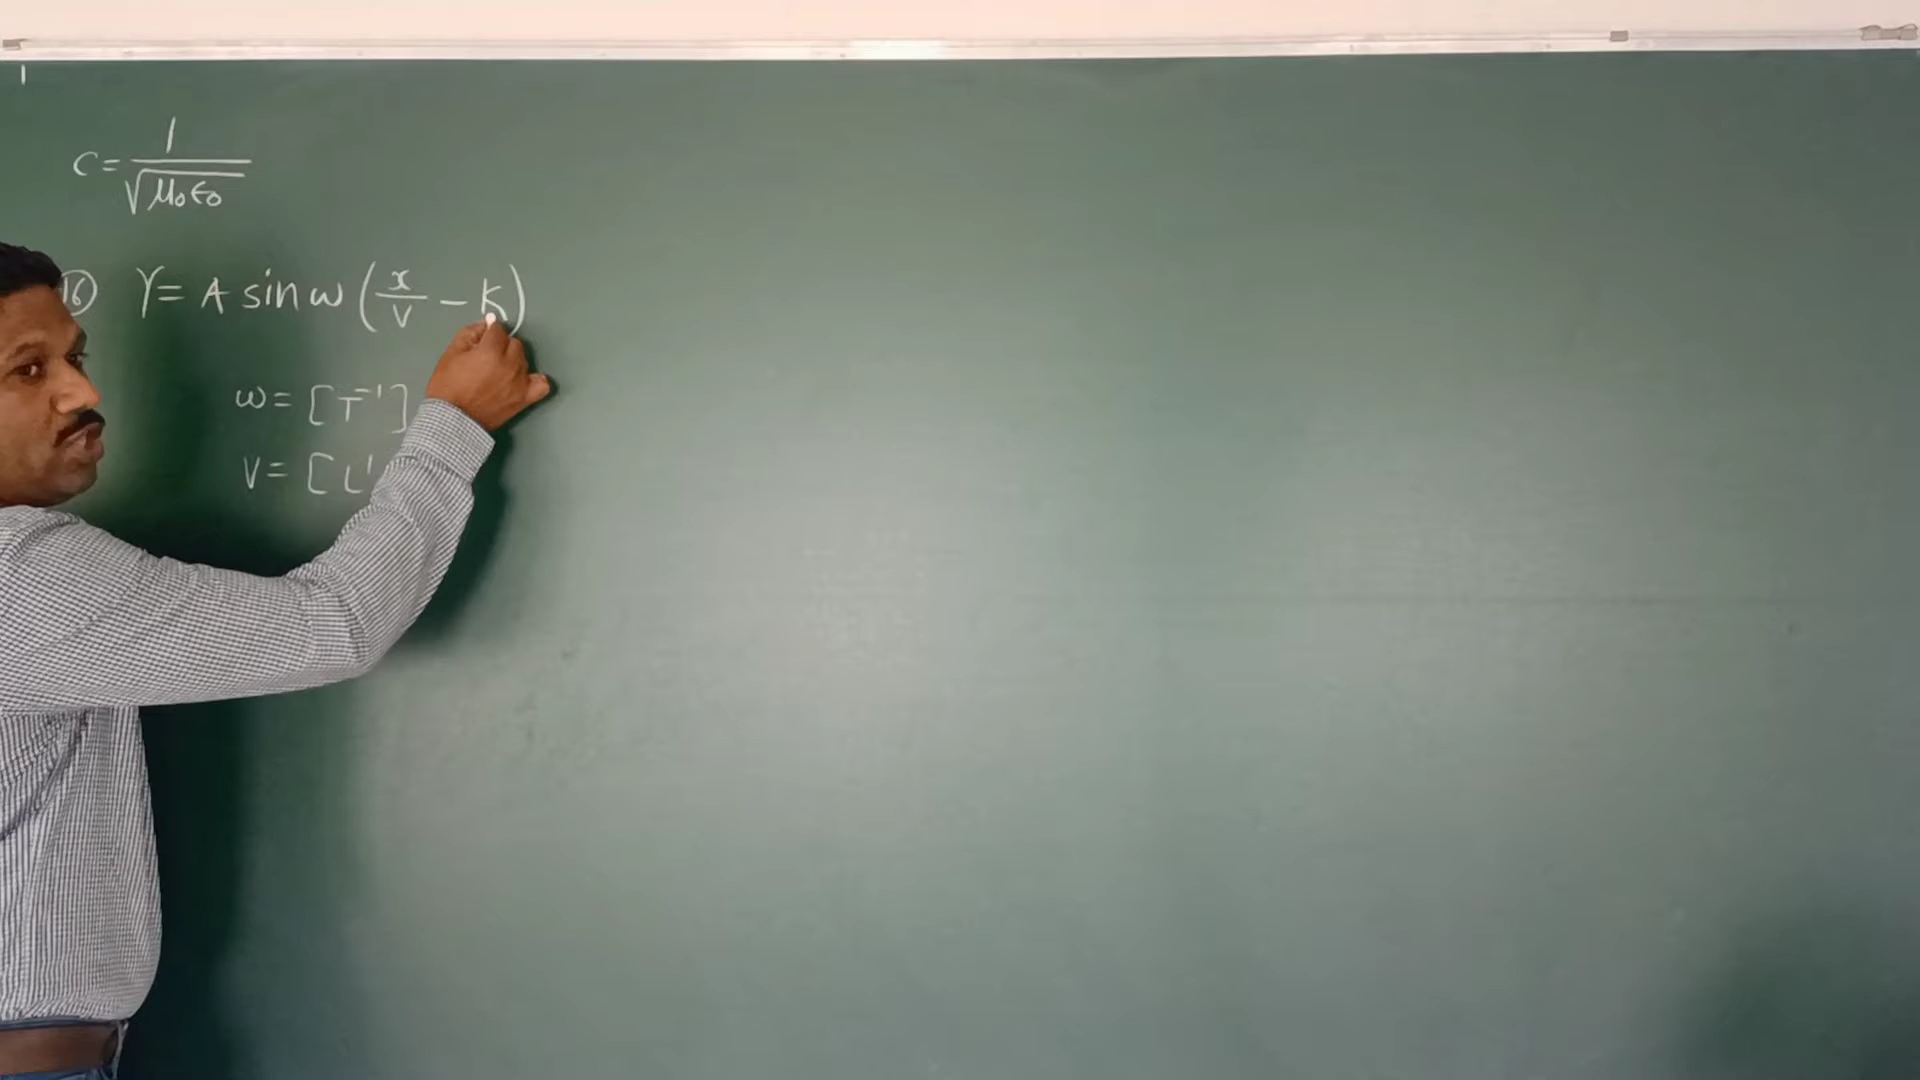 C = 1/√μ₀ε₀
16 Y = A sin ω (x/v - k)
ω = [T⁻¹]
V = [L¹